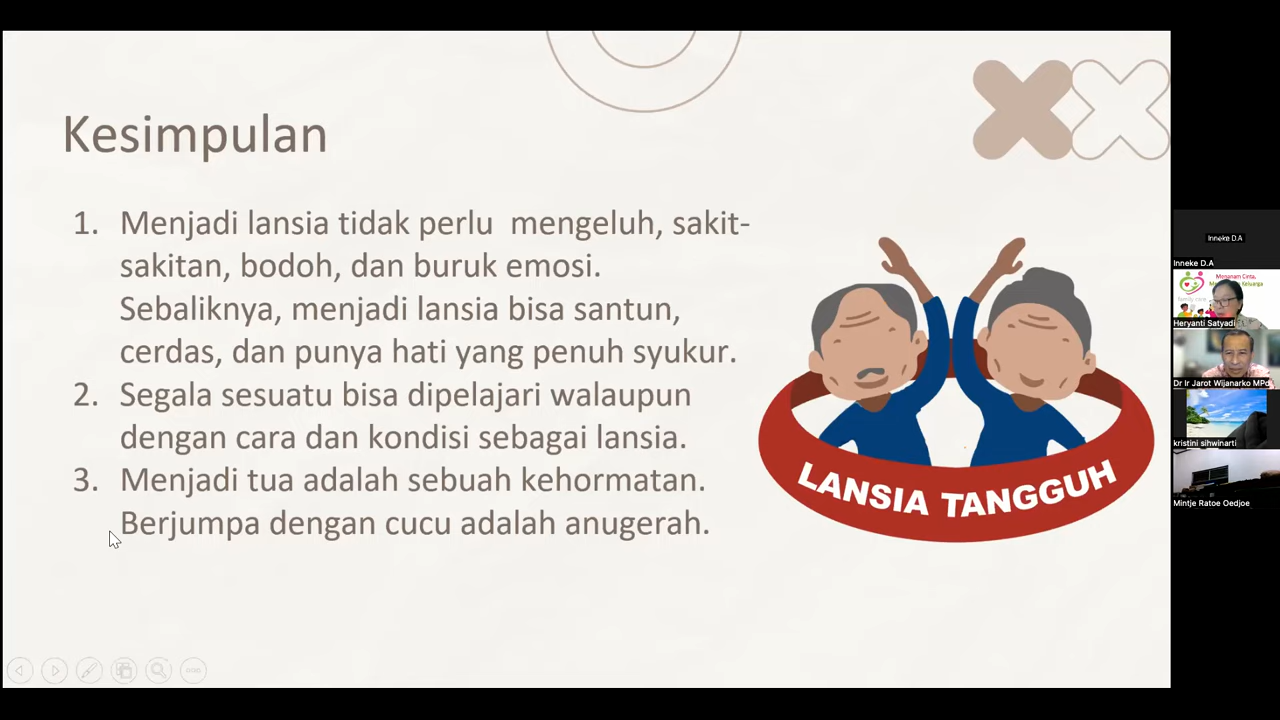 Kesimpulan
1. Menjadi lansia tidak perlu mengeluh, sakit-
sakitan, bodoh, dan buruk emosi.
Sebaliknya, menjadi lansia bisa santun,
cerdas, dan punya hati yang penuh syukur.
2. Segala sesuatu bisa dipelajari walaupun
dengan cara dan kondisi sebagai lansia.
3. Menjadi tua adalah sebuah kehormatan.
Berjumpa dengan cucu adalah anugerah.
LANSIA TANGGUH
Inneke D.A
Inneke D.A
Menanam Cinta,
Keluarga
Heryanti Satyadi
Dr Ir Jarot Wijanarko MPd
kristini sihwinarti
Mintje Ratoe Oedjoe